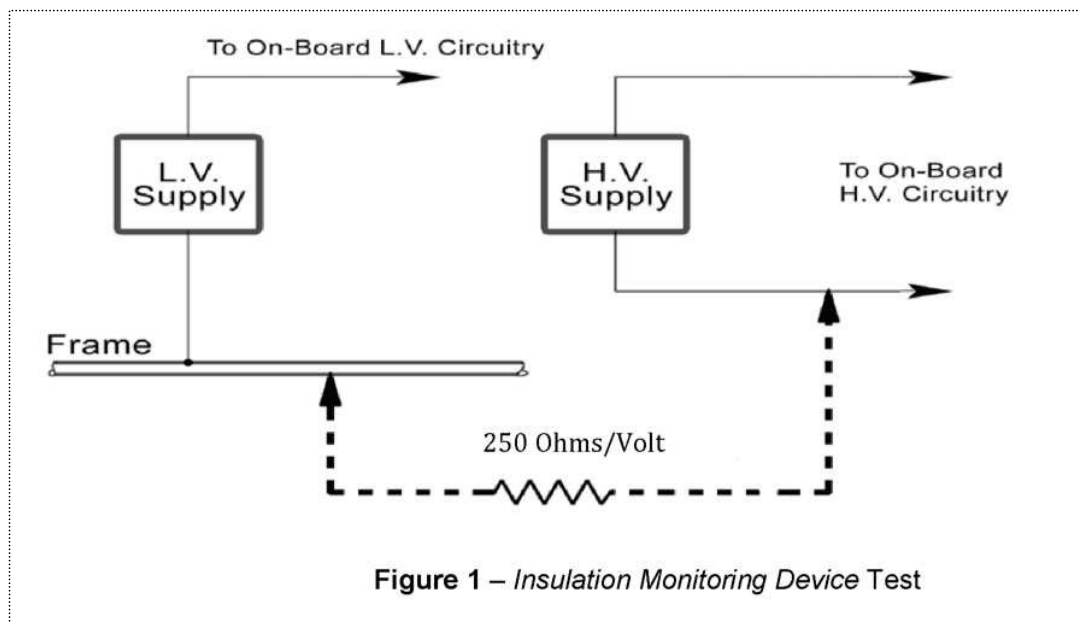 To On-Board L.V. Circuitry
L.V.
Supply
H.V.
Supply
To On-Board
H.V. Circuitry
Frame
250 Ohms/Volt
Figure 1 – Insulation Monitoring Device Test